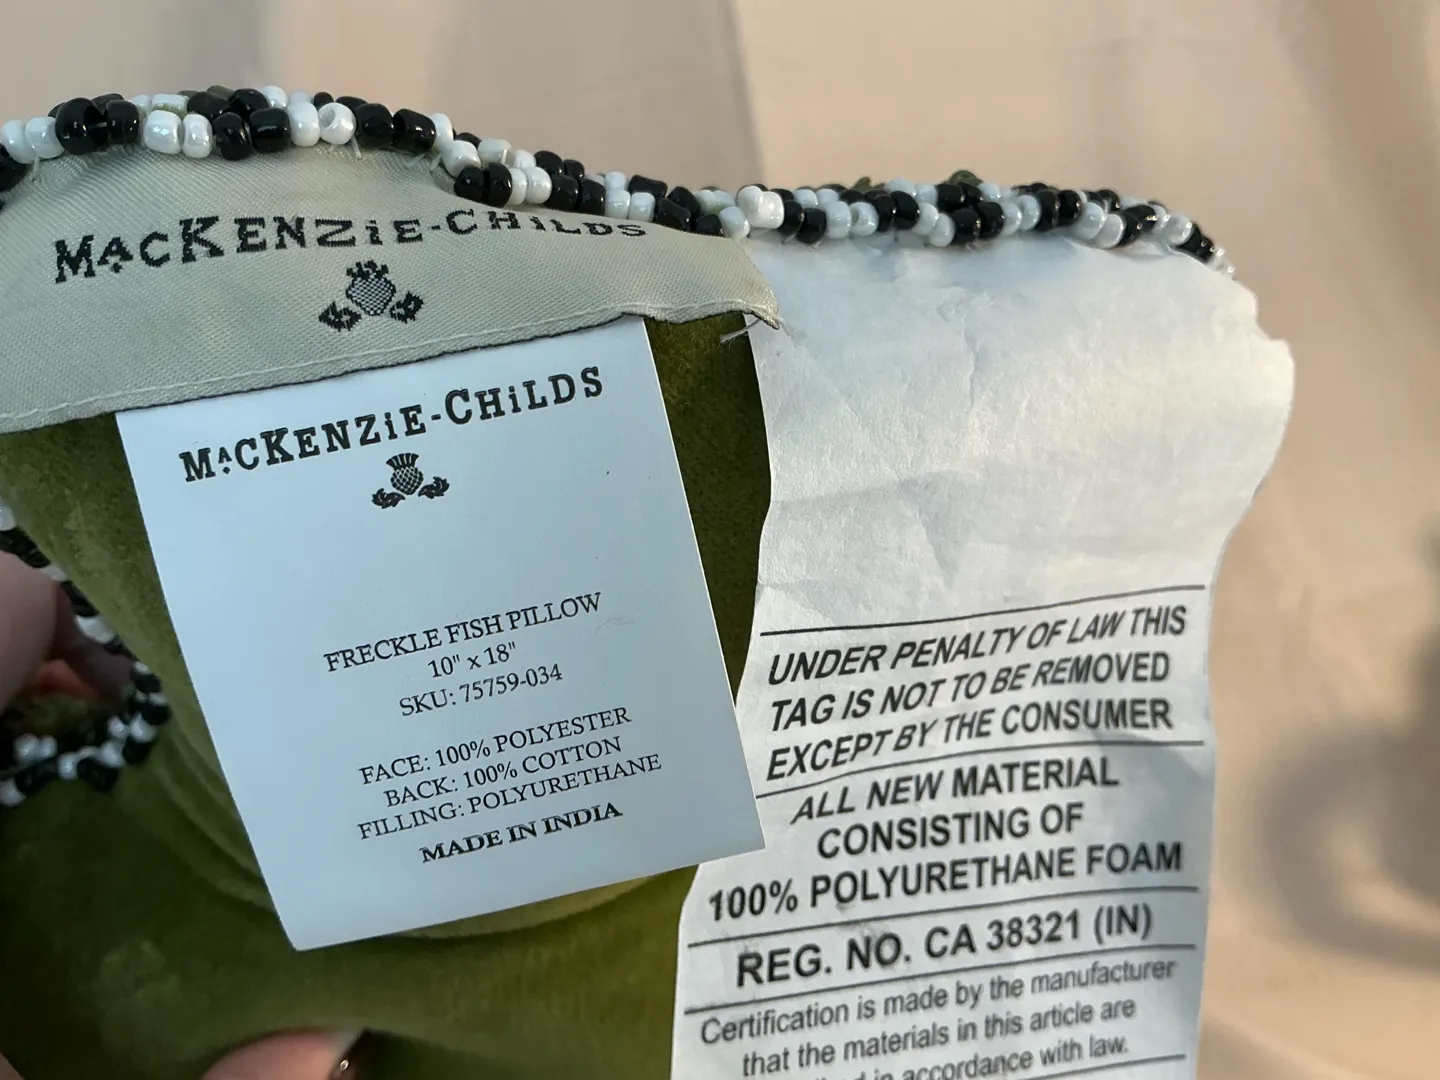 MACKENZiE-CHiLDS
MACKENZiE-CHiLDS
FRECKLE FISH PILLOW
10" x 18"
SKU: 75759-034
FACE: 100% POLYESTER
BACK: 100% COTTON
FILLING: POLYURETHANE
MADE IN INDIA
UNDER PENALTY OF LAW THIS
TAG IS NOT TO BE REMOVED
EXCEPT BY THE CONSUMER
ALL NEW MATERIAL
CONSISTING OF
100% POLYURETHANE FOAM
REG. NO. CA 38321 (IN)
Certification is made by the manufacturer
that the materials in this article are
in accordance with law.